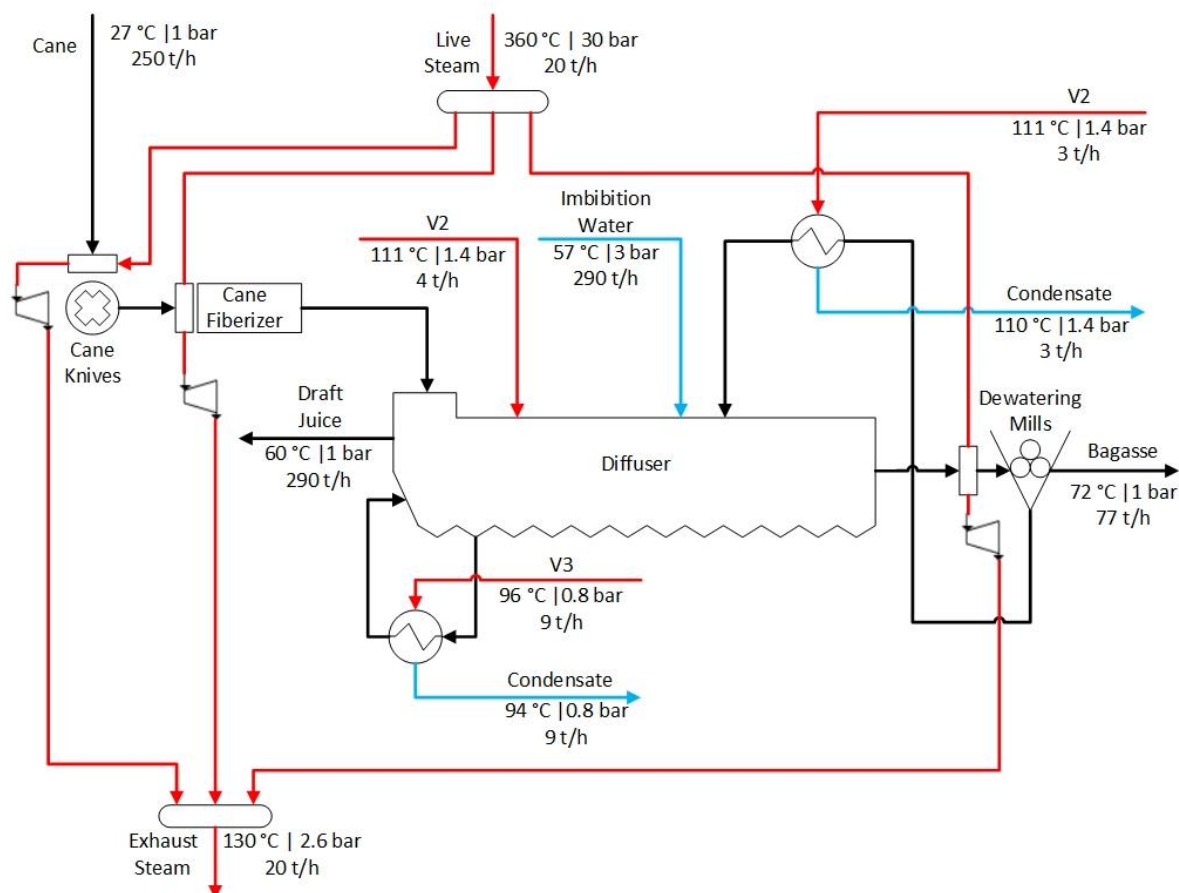 Cane
27 °C |1 bar
250 t/h
Live
Steam
360 °C | 30 bar
20 t/h
V2
111 °C |1.4 bar
3 t/h
V2
111 °C |1.4 bar
4 t/h
Imbibition
Water
57 °C |3 bar
290 t/h
Cane
Knives
Cane
Fiberizer
Condensate
110 °C |1.4 bar
3 t/h
Draft
Juice
60 °C |1 bar
290 t/h
Diffuser
Dewatering
Mills
Bagasse
72 °C |1 bar
77 t/h
V3
96 °C |0.8 bar
9 t/h
Condensate
94 °C |0.8 bar
9 t/h
Exhaust
Steam
130 °C | 2.6 bar
20 t/h